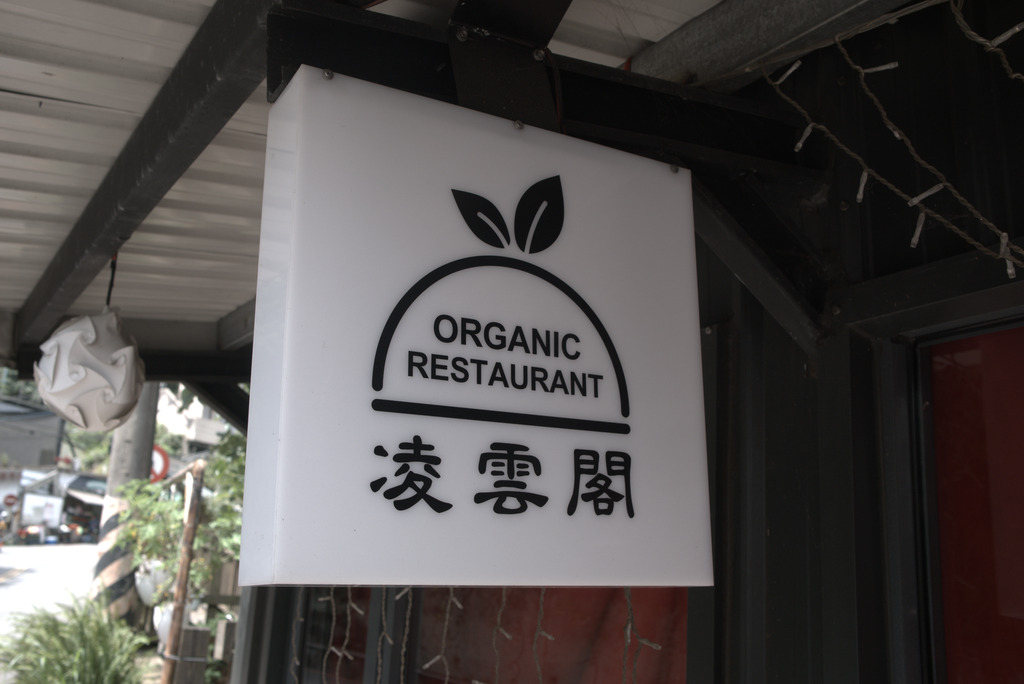 ORGANIC
RESTAURANT
凌雲閣